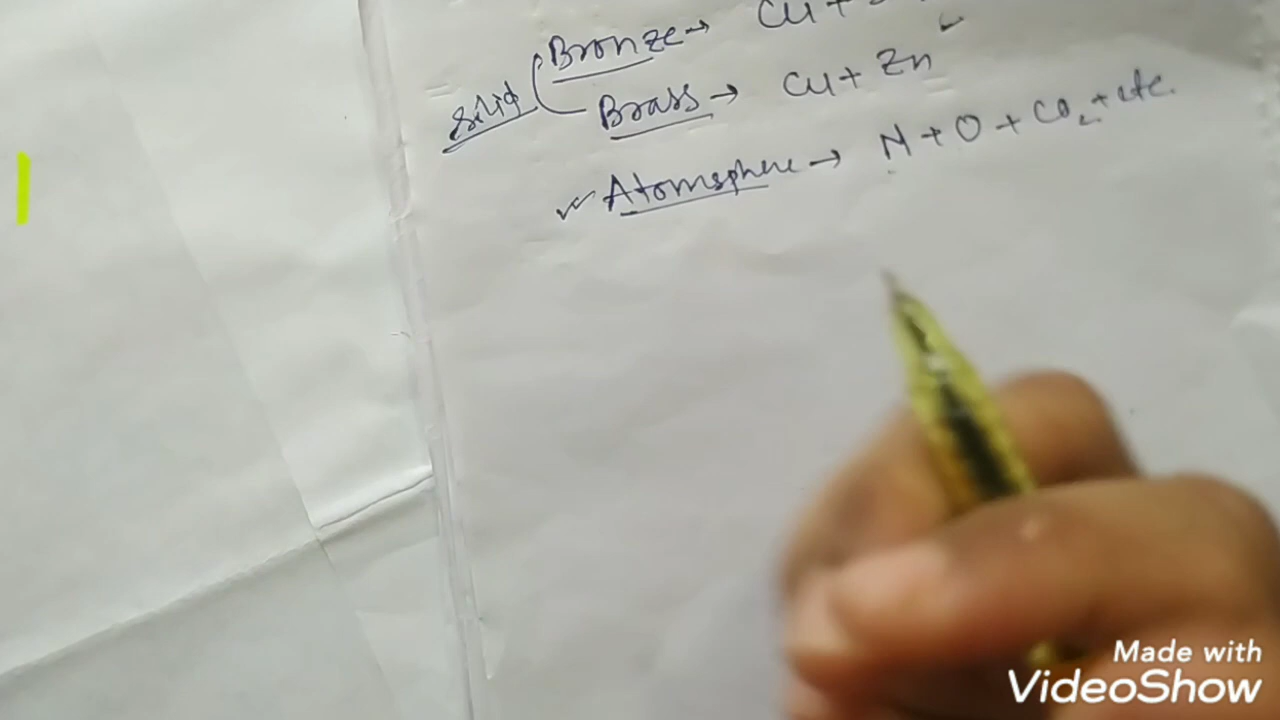 Bronze → Cu +
Solid Brass → Cu + Zn
Atomsphere → N + O + CO2 + etc.
Made with
VideoShow